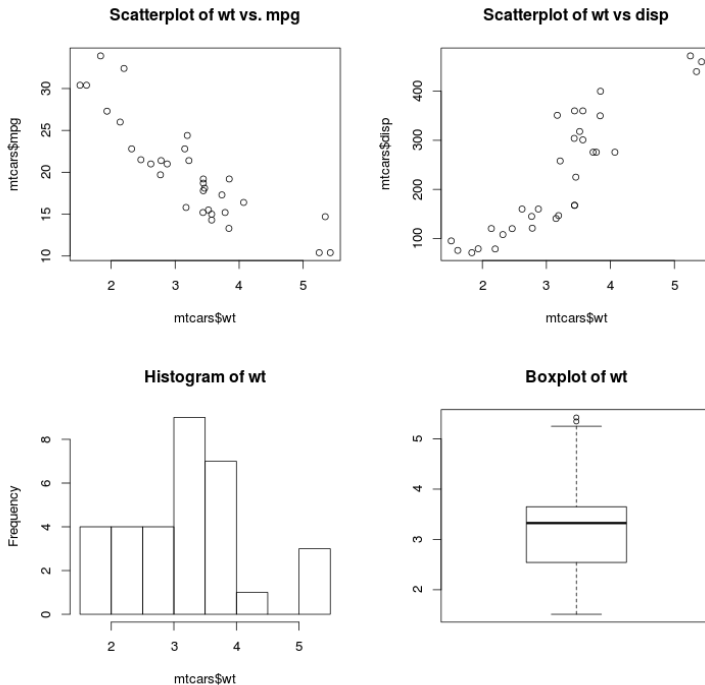 Scatterplot of wt vs. mpg
mtcars$mpg
30
25
20
15
10
2 3 4 5
mtcars$wt
Scatterplot of wt vs disp
mtcars$disp
400
300
200
100
2 3 4 5
mtcars$wt
Histogram of wt
Frequency
8
6
4
2
0
2 3 4 5
mtcars$wt
Boxplot of wt
5
4
3
2